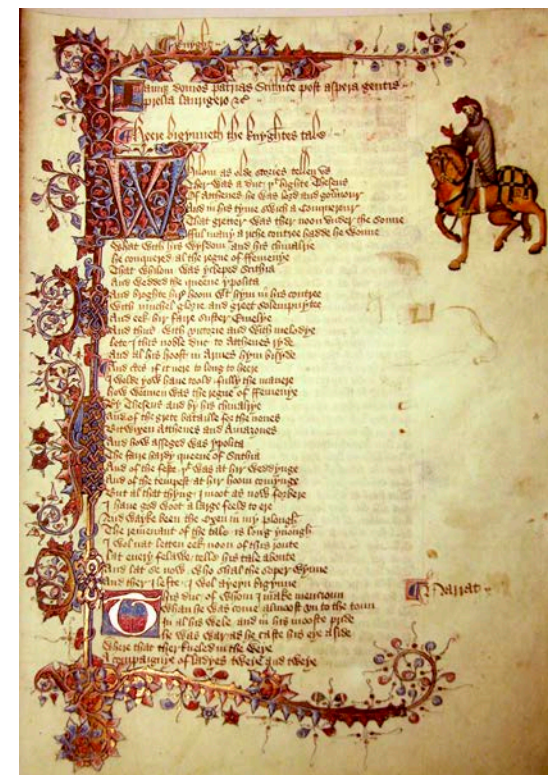 Knyght
Iamque domos patrias Scithice post aspera gentis
Prelia laurigero &c
Heere bigynneth the knyghtes tale
Whilom as olde stories tellen us
Ther was a duc þt highte Theseus
Of Atthenes he was lord and gouernour
And in his tyme swich a Conquerour
That gretter was ther noon under the sonne
fful many a riche contree hadde he wonne
What with his wysdom and his chiualrie
he conquered al the regne of ffemenye
That whilom was ycleped Scithia
And wedded the queene ypolita
And broghte hir hoom with hym in his contree
With muchel glorie and greet solempnytee
And eek hir faire suster Emelye
And thus with victorie and with melodye
lete I this noble duc to Atthenes ryde
And al his hoost in Armes hym bisyde
And certes if it nere to long to heere
I wolde yow haue toold fully the manere
how wonnen was the regne of ffemenye
By Theseus and by his chiualrye
And of the grete bataille for the nones
Bitwixen Atthenes and Amazones
And how asseged was ypolita
The faire hardy queene of Scithia
And of the feste þt was at hir weddynge
And of the tempest at hir hoom comynge
But al that thyng I moot as now forbere
I haue god woot a large feeld to ere
And wayke been the oxen in my plough
The remenant of the tale is long ynough
I wol nat letten eek noon of this route
lat every felawe telle his tale aboute
And lat se now who shal the soper wynne
And ther I lefte I wol ayeyn bigynne
This duc of whom I make mencioun
Narrat
Whan he was come almoost un to the toun
In al his wele and in his mooste pride
he was war as he caste his eye aside
Where that ther kneled in the weye
A compaignye of ladyes tweye and tweye